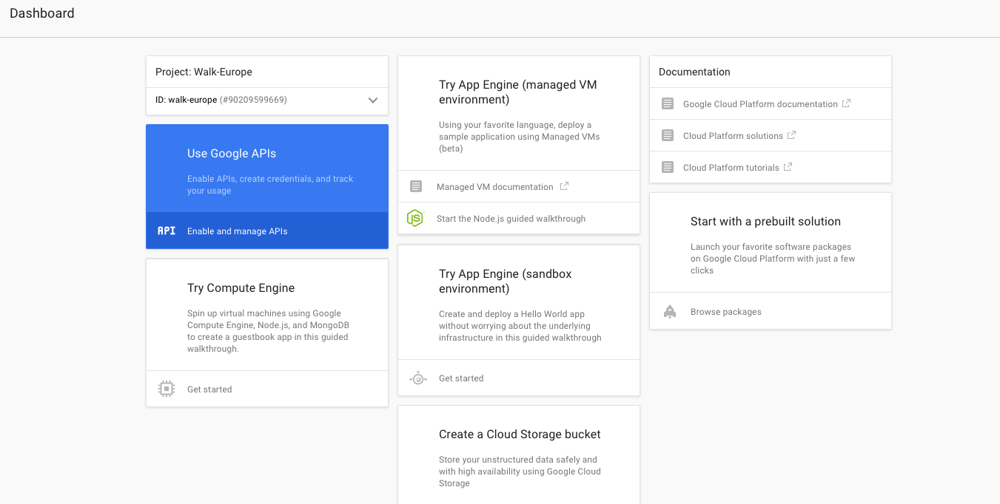 Dashboard
Project: Walk-Europe
ID: walk-europe (#90209599669)
Use Google APIs
Enable APIs, create credentials, and track
your usage
API
Enable and manage APIs
Try Compute Engine
Spin up virtual machines using Google
Compute Engine, Node.js, and MongoDB
to create a guestbook app in this guided
walkthrough.
Get started
Try App Engine (managed VM
environment)
Using your favorite language, deploy a
sample application using Managed VMs
(beta)
Managed VM documentation
JS
Start the Node.js guided walkthrough
Try App Engine (sandbox
environment)
Create and deploy a Hello World app
without worrying about the underlying
infrastructure in this guided walkthrough
Get started
Create a Cloud Storage bucket
Store your unstructured data safely and
with high availability using Google Cloud
Storage
Documentation
Google Cloud Platform documentation
Cloud Platform solutions
Cloud Platform tutorials
Start with a prebuilt solution
Launch your favorite software packages
on Google Cloud Platform with just a few
clicks
Browse packages